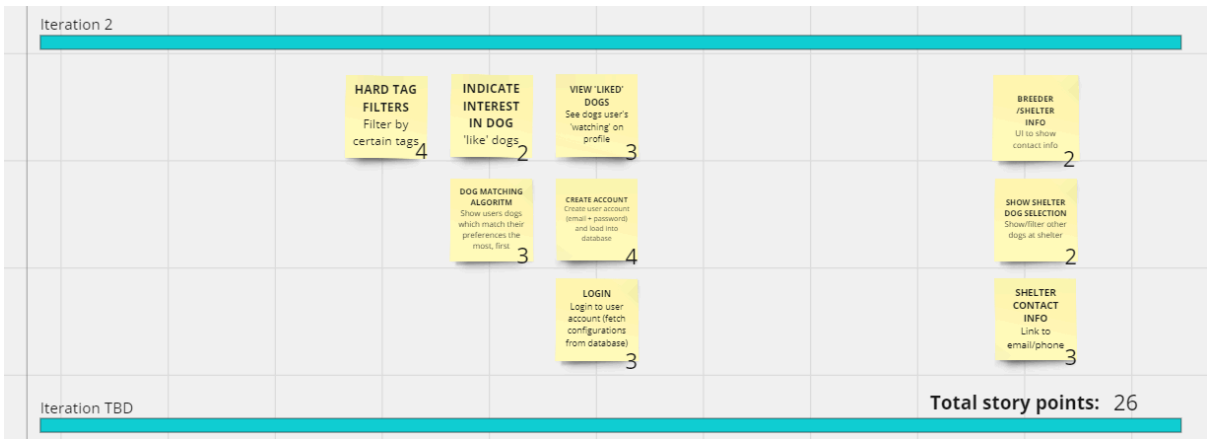 Iteration 2
HARD TAG
FILTERS
Filter by
certain tags
4
INDICATE
INTEREST
IN DOG
'like' dogs
2
VIEW 'LIKED'
DOGS
See dogs user's
'watching' on
profile
3
BREEDER
/SHELTER
INFO
UI to show
contact info
2
DOG MATCHING
ALGORITM
Show users dogs
which match their
preferences the
most, first
3
CREATE ACCOUNT
Create user account
(email + password)
and load into
database
4
SHOW SHELTER
DOG SELECTION
Show/filter other
dogs at shelter
2
LOGIN
Login to user
account (fetch
configurations
from database)
3
SHELTER
CONTACT
INFO
Link to
email/phone
3
Iteration TBD
Total story points: 26